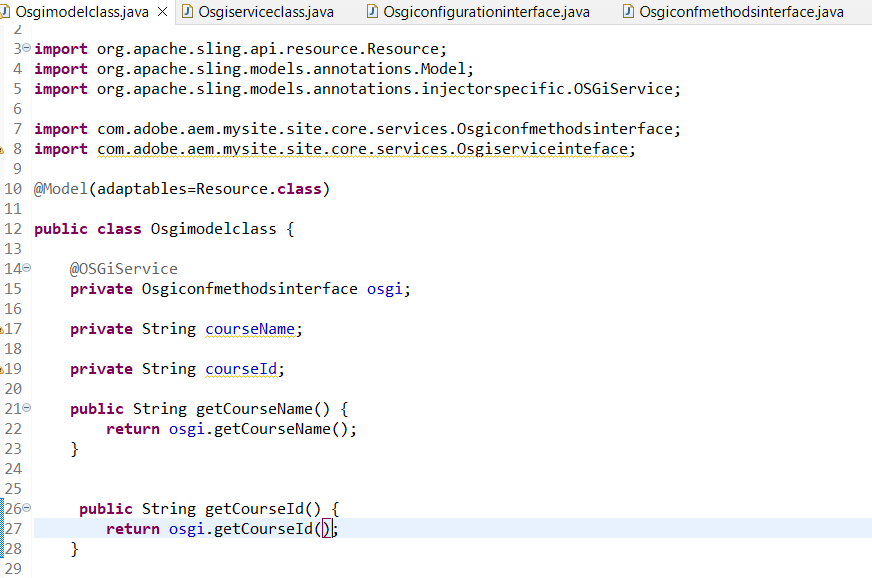 Osgimodelclass.java Osgiserviceclass.java Osgiconfigurationinterface.java Osgiconfmethodsinterface.java
2
3 import org.apache.sling.api.resource.Resource;
4 import org.apache.sling.models.annotations.Model;
5 import org.apache.sling.models.annotations.injectorspecific.OSGiService;
6
7 import com.adobe.aem.mysite.site.core.services.Osgiconfmethodsinterface;
8 import com.adobe.aem.mysite.site.core.services.Osgiserviceinteface;
9
10 @Model(adaptables=Resource.class)
11
12 public class Osgimodelclass {
13
14 @OSGiService
15 private Osgiconfmethodsinterface osgi;
16
17 private String courseName;
18
19 private String courseId;
20
21 public String getCourseName() {
22 return osgi.getCourseName();
23 }
24
25
26 public String getCourseId() {
27 return osgi.getCourseId();
28 }
29